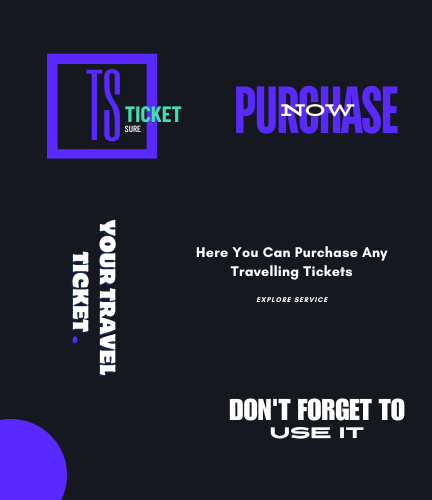 TS
TICKET
SURE
PURCHASE
NOW
YOUR TRAVEL
TICKET .
Here You Can Purchase Any
Travelling Tickets
EXPLORE SERVICE
DON'T FORGET TO
USE IT